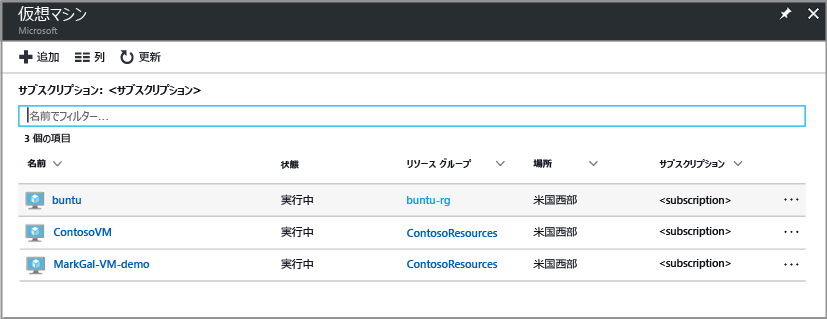 仮想マシン
Microsoft
追加 列 更新
サブスクリプション: <サブスクリプション>
名前でフィルター...
3 個の項目
名前 状態 リソース グループ 場所 サブスクリプション
buntu 実行中 buntu-rg 米国西部 <subscription> ...
ContosoVM 実行中 ContosoResources 米国西部 <subscription> ...
MarkGal-VM-demo 実行中 ContosoResources 米国西部 <subscription> ...